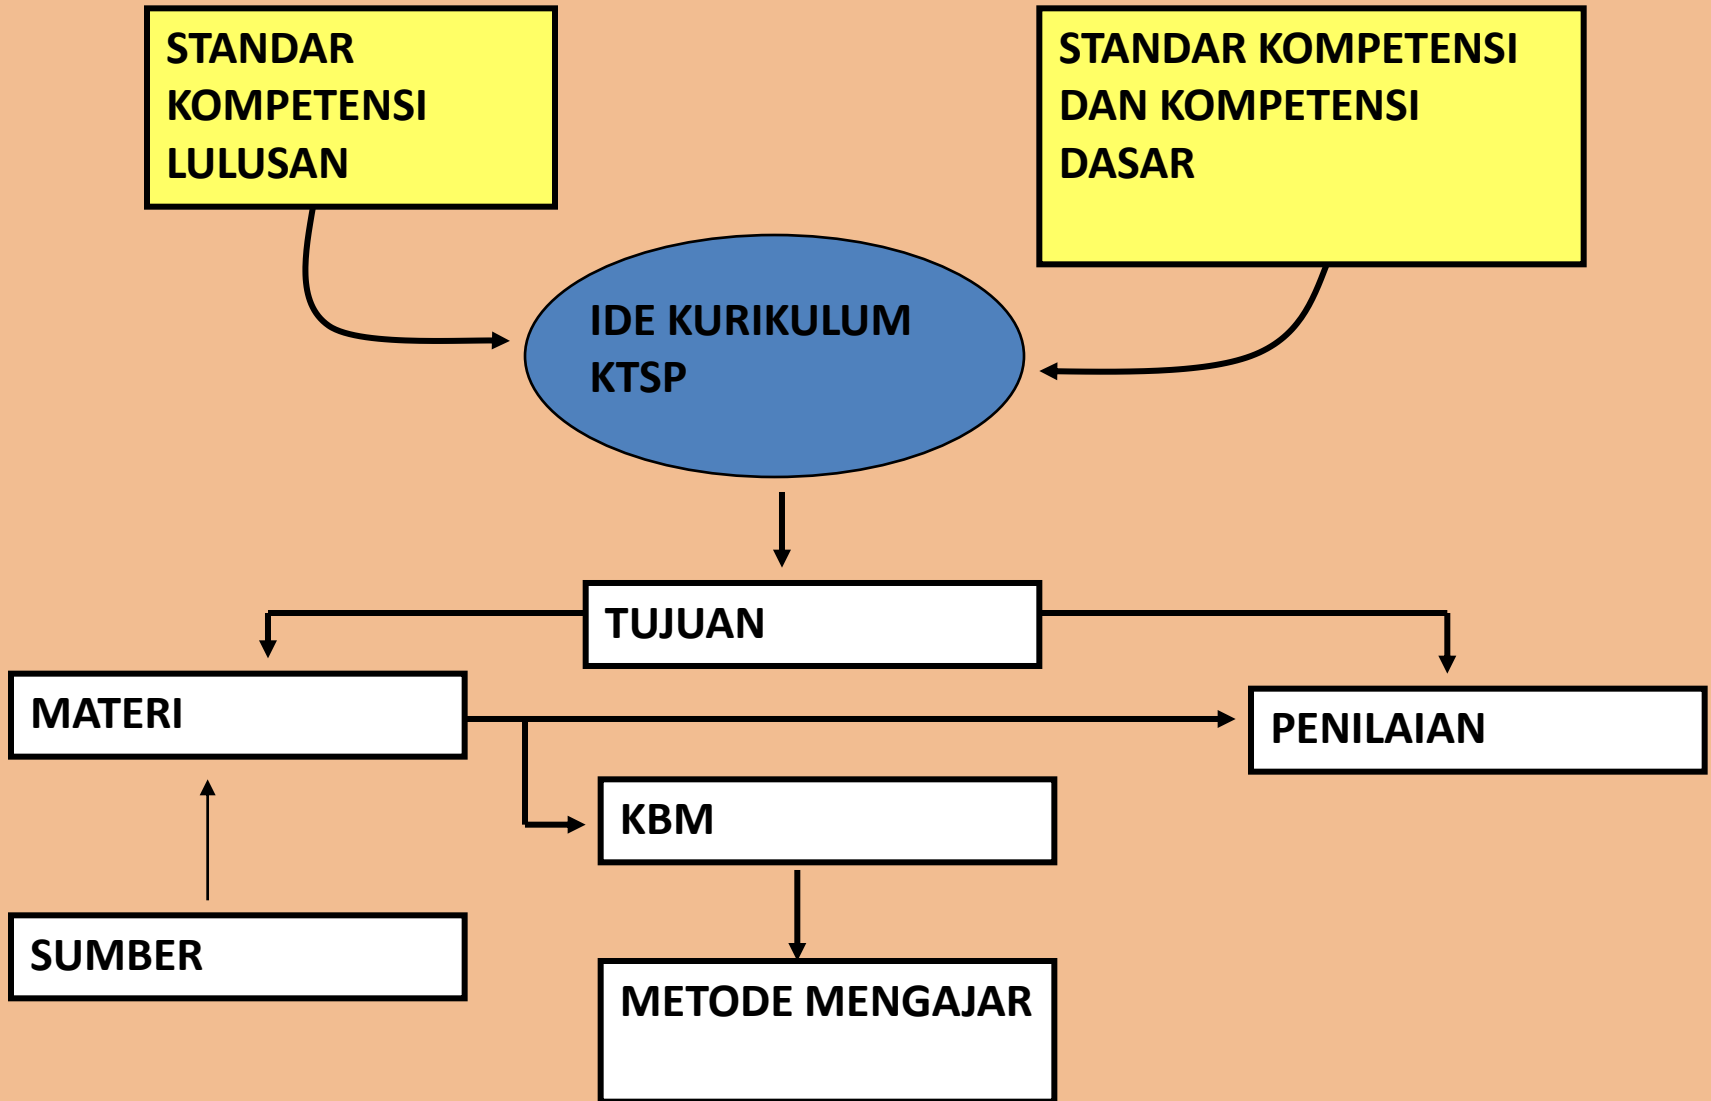 STANDAR
KOMPETENSI
LULUSAN
STANDAR KOMPETENSI
DAN KOMPETENSI
DASAR
IDE KURIKULUM
KTSP
TUJUAN
MATERI
PENILAIAN
KBM
SUMBER
METODE MENGAJAR